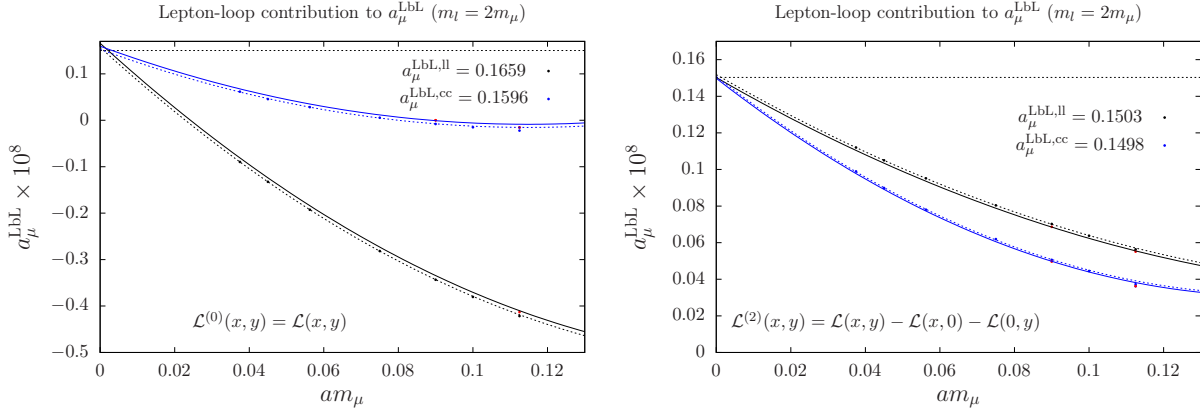 Lepton-loop contribution to a_μ^LbL (m_l = 2m_μ)
a_μ^LbL × 10^8
0.1
0
−0.1
−0.2
−0.3
−0.4
−0.5
a_μ^LbL,ll = 0.1659
a_μ^LbL,cc = 0.1596
ℒ^(0)(x, y) = ℒ(x, y)
0 0.02 0.04 0.06 0.08 0.1 0.12
am_μ
Lepton-loop contribution to a_μ^LbL (m_l = 2m_μ)
a_μ^LbL × 10^8
0.16
0.14
0.12
0.1
0.08
0.06
0.04
0.02
0
a_μ^LbL,ll = 0.1503
a_μ^LbL,cc = 0.1498
ℒ^(2)(x, y) = ℒ(x, y) − ℒ(x, 0) − ℒ(0, y)
0 0.02 0.04 0.06 0.08 0.1 0.12
am_μ